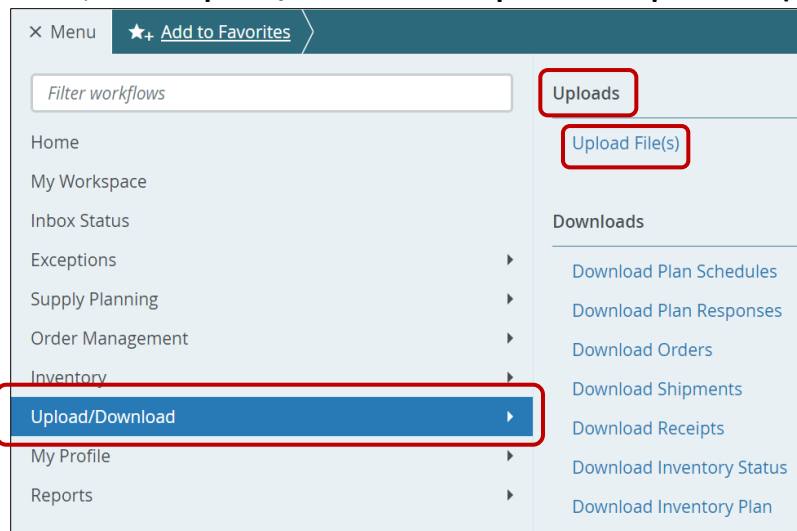 × Menu
Add to Favorites
Filter workflows
Home
My Workspace
Inbox Status
Exceptions
Supply Planning
Order Management
Inventory
Upload/Download
My Profile
Reports
Uploads
Upload File(s)
Downloads
Download Plan Schedules
Download Plan Responses
Download Orders
Download Shipments
Download Receipts
Download Inventory Status
Download Inventory Plan